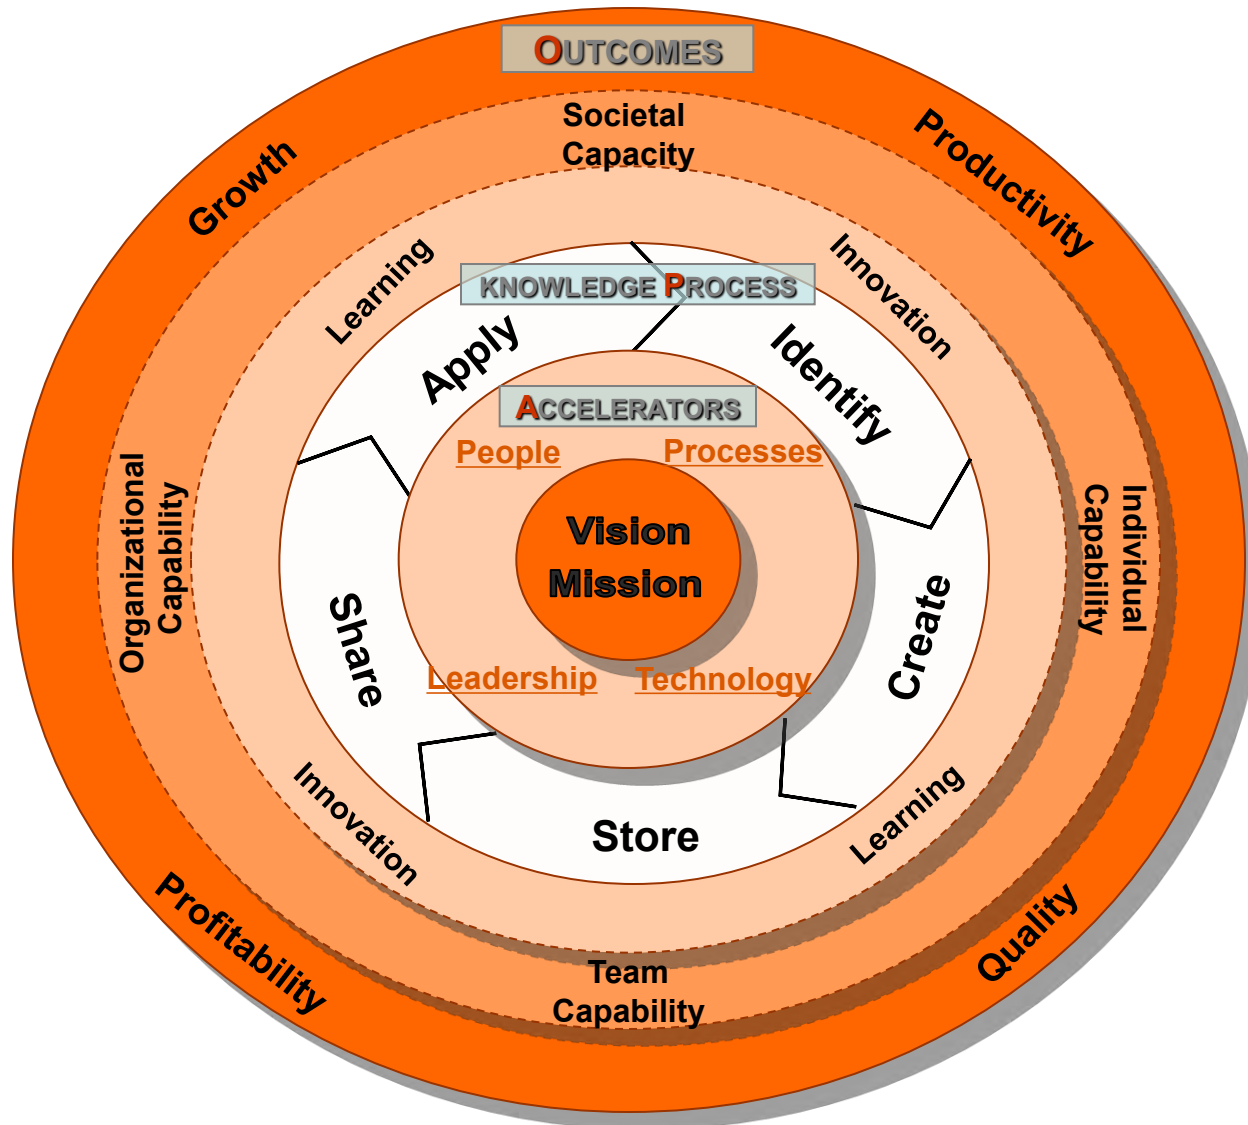 OUTCOMES
Societal
Capacity
Growth
Productivity
Learning
Innovation
KNOWLEDGE PROCESS
Apply
Identify
ACCELERATORS
People
Processes
Organizational
Capability
Individual
Capability
Vision
Mission
Share
Create
Leadership
Technology
Innovation
Store
Learning
Profitability
Quality
Team
Capability